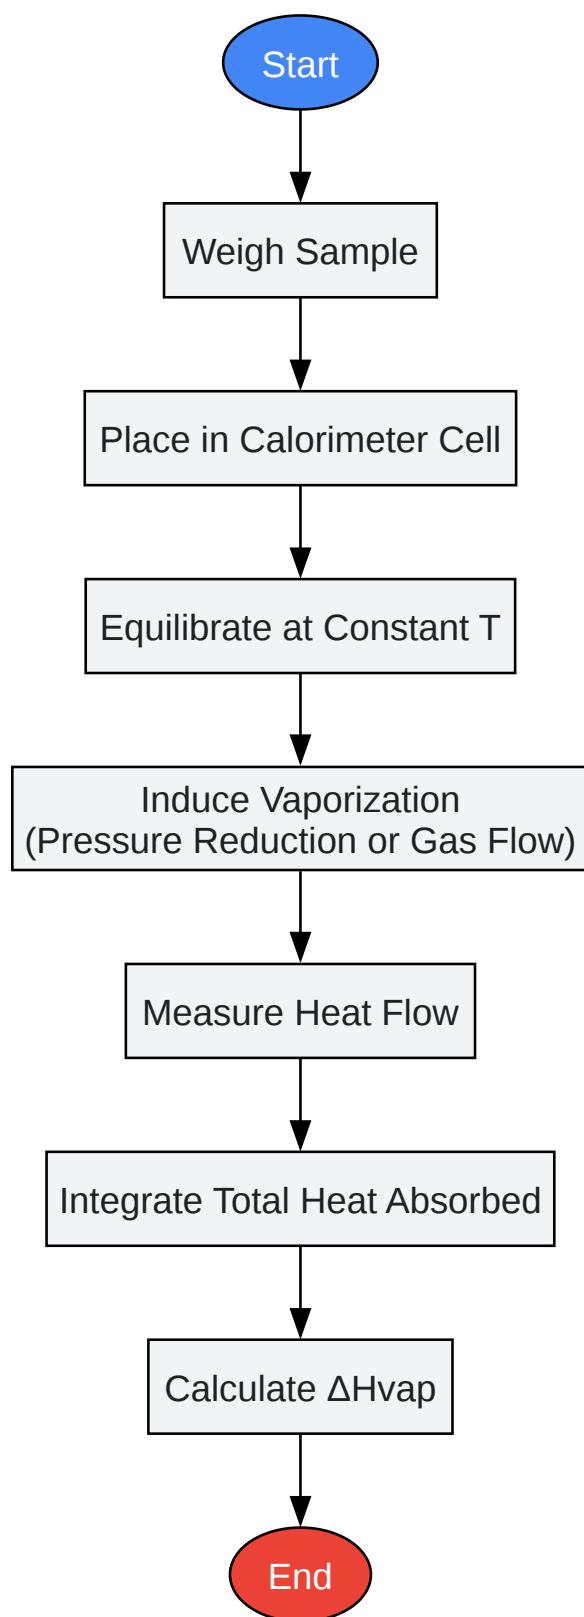 Start
Weigh Sample
Place in Calorimeter Cell
Equilibrate at Constant T
Induce Vaporization
(Pressure Reduction or Gas Flow)
Measure Heat Flow
Integrate Total Heat Absorbed
Calculate ΔHvap
End